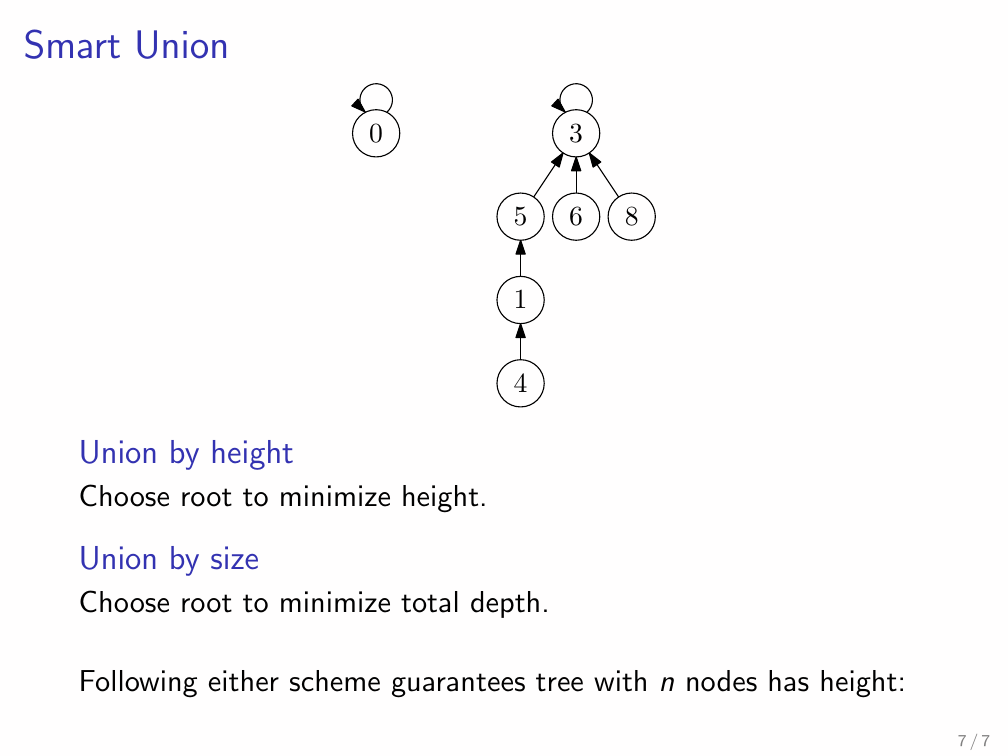 Smart Union
0 3
5 6 8
1
4
Union by height
Choose root to minimize height.
Union by size
Choose root to minimize total depth.
Following either scheme guarantees tree with n nodes has height:
7 / 7